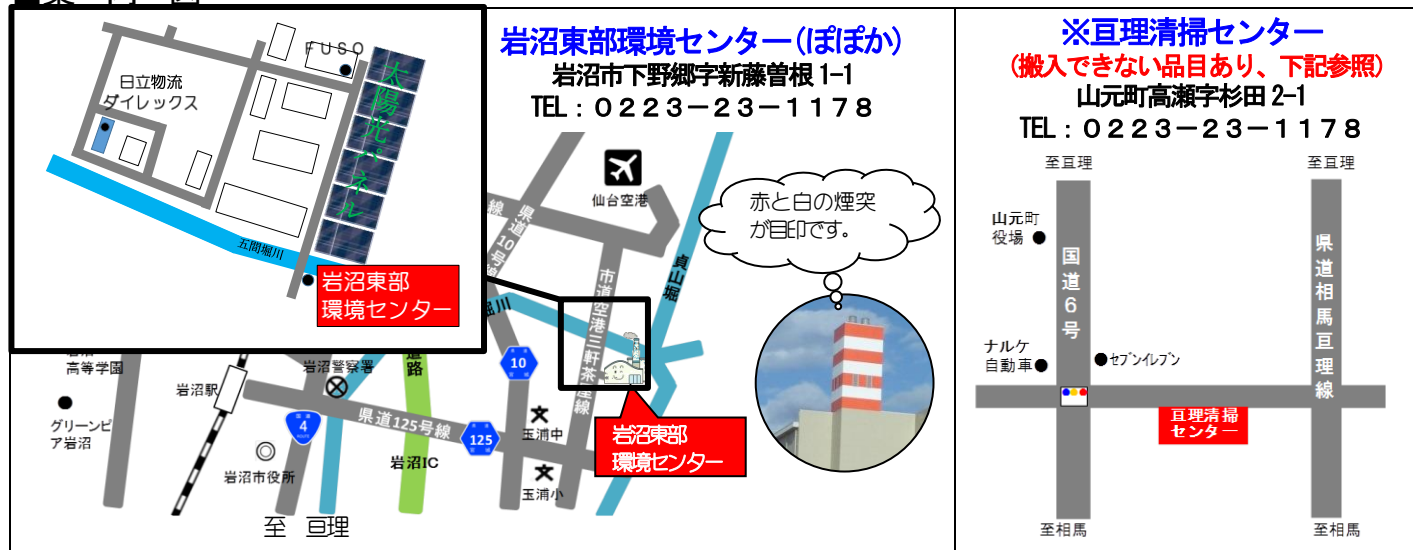 ■案 内 図
FUSO
日立物流
ダイレックス
太陽光パネル
五間堀川
岩沼東部
環境センター
岩沼東部環境センター(ぽぽか)
岩沼市下野郷字新藤曽根1-1
TEL：０２２３－２３－１１７８
仙台空港
線
県道10号線
市道空港三軒茶屋線
貞山堀
堀川
赤と白の煙突
が目印です。
高等学園
岩沼駅
岩沼警察署
道路
10
グリーンピ
ア岩沼
4
県道125号線
125
玉浦中
岩沼東部
環境センター
岩沼市役所
岩沼IC
玉浦小
至 亘理
※亘理清掃センター
(搬入できない品目あり、下記参照)
山元町高瀬字杉田2-1
TEL：０２２３－２３－１１７８
至亘理
至亘理
山元町
役場
国道6号
県道相馬亘理線
ナルケ
自動車
セブンイレブン
亘理清掃
センター
至相馬
至相馬